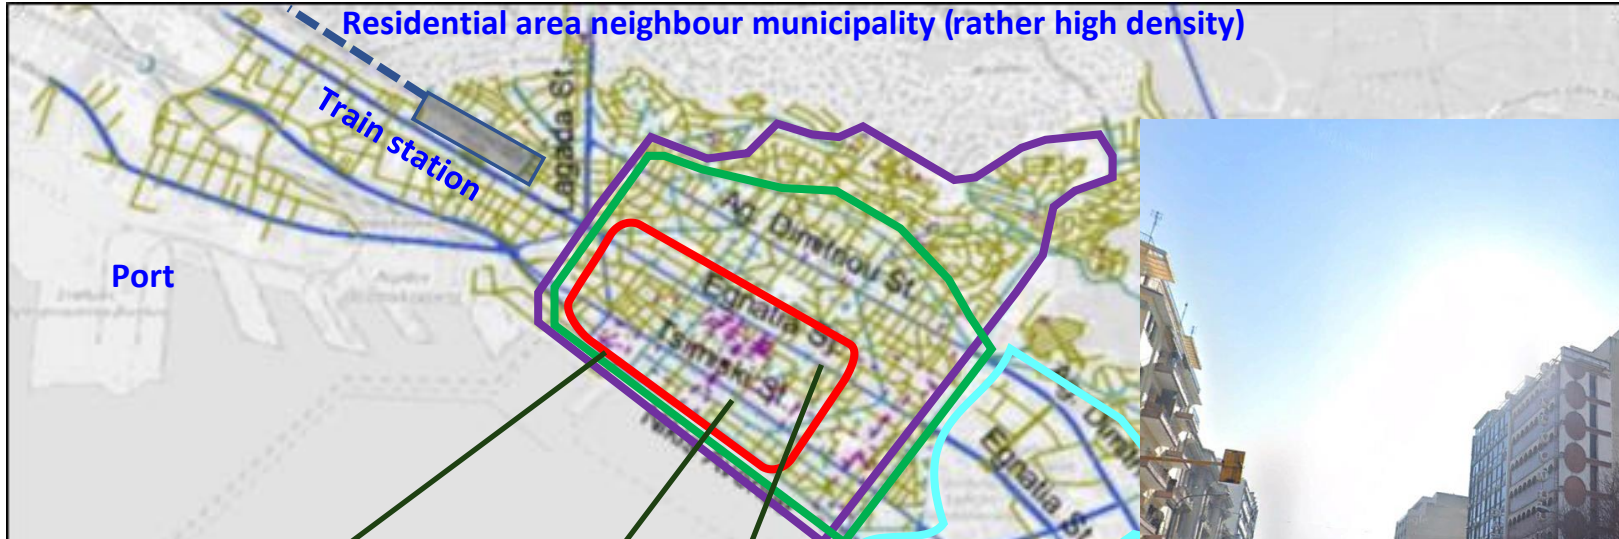 Residential area neighbour municipality (rather high density)
Train station
Lagada St.
Port
Ag. Dimitriou St.
Egnatia St.
Tsimiski St.
Egnatia St.